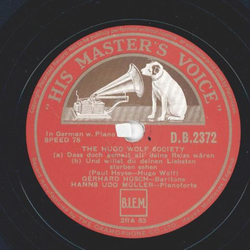 "HIS MASTER'S VOICE"
In German w. Piano
SPEED 78
D.B.2372
THE HUGO WOLF SOCIETY
(a) Dass doch gemalt all' deine Reize wären
(b) Und willst du deinen Liebsten
sterben sehen
(Paul Heyse—Hugo Wolf)
GERHARD HÜSCH—Baritone
HANNS UDO MÜLLER—Pianoforte
B.I.E.M.
2RA 83